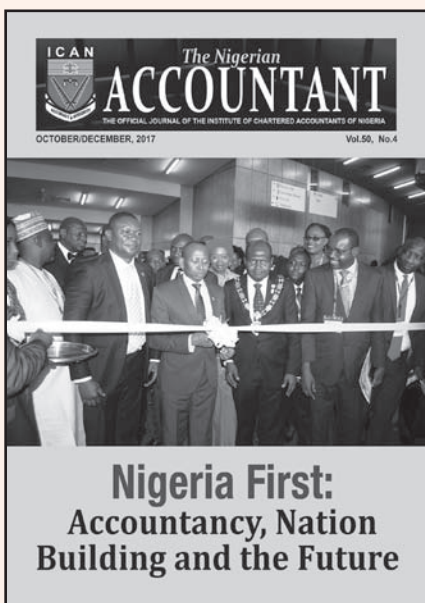 ICAN
The Nigerian
ACCOUNTANT
THE OFFICIAL JOURNAL OF THE INSTITUTE OF CHARTERED ACCOUNTANTS OF NIGERIA
OCTOBER/DECEMBER, 2017 Vol.50, No.4
Nigeria First:
Accountancy, Nation
Building and the Future